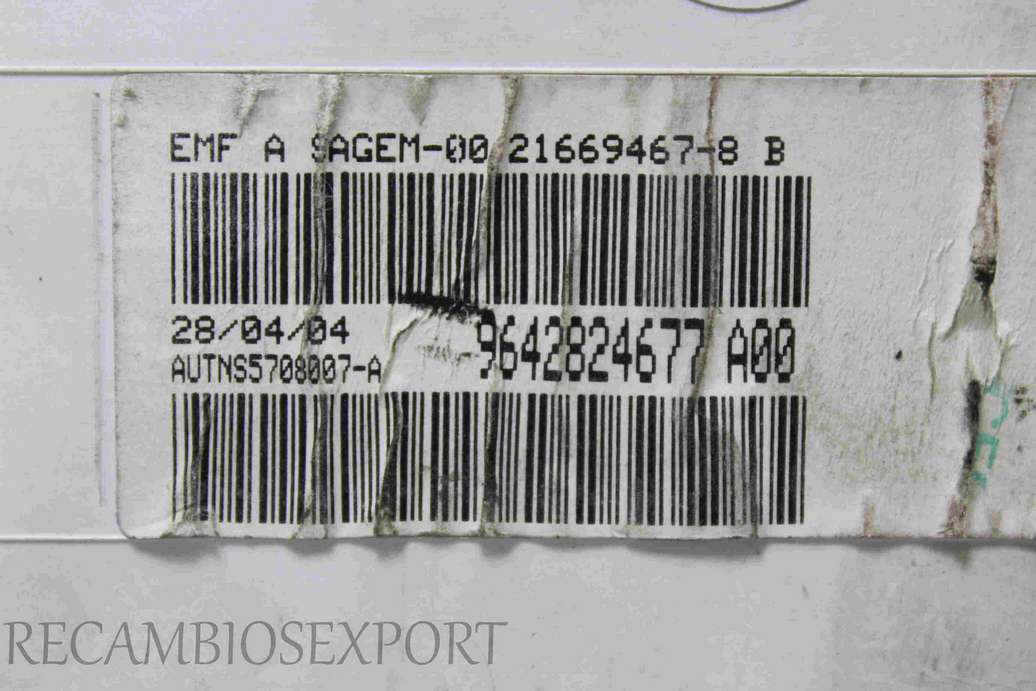 EMF A SAGEM-00 21669467-8 B
28/04/04
AUTNS5708007-A
9642824677 A00
RECAMBIOSEXPORT